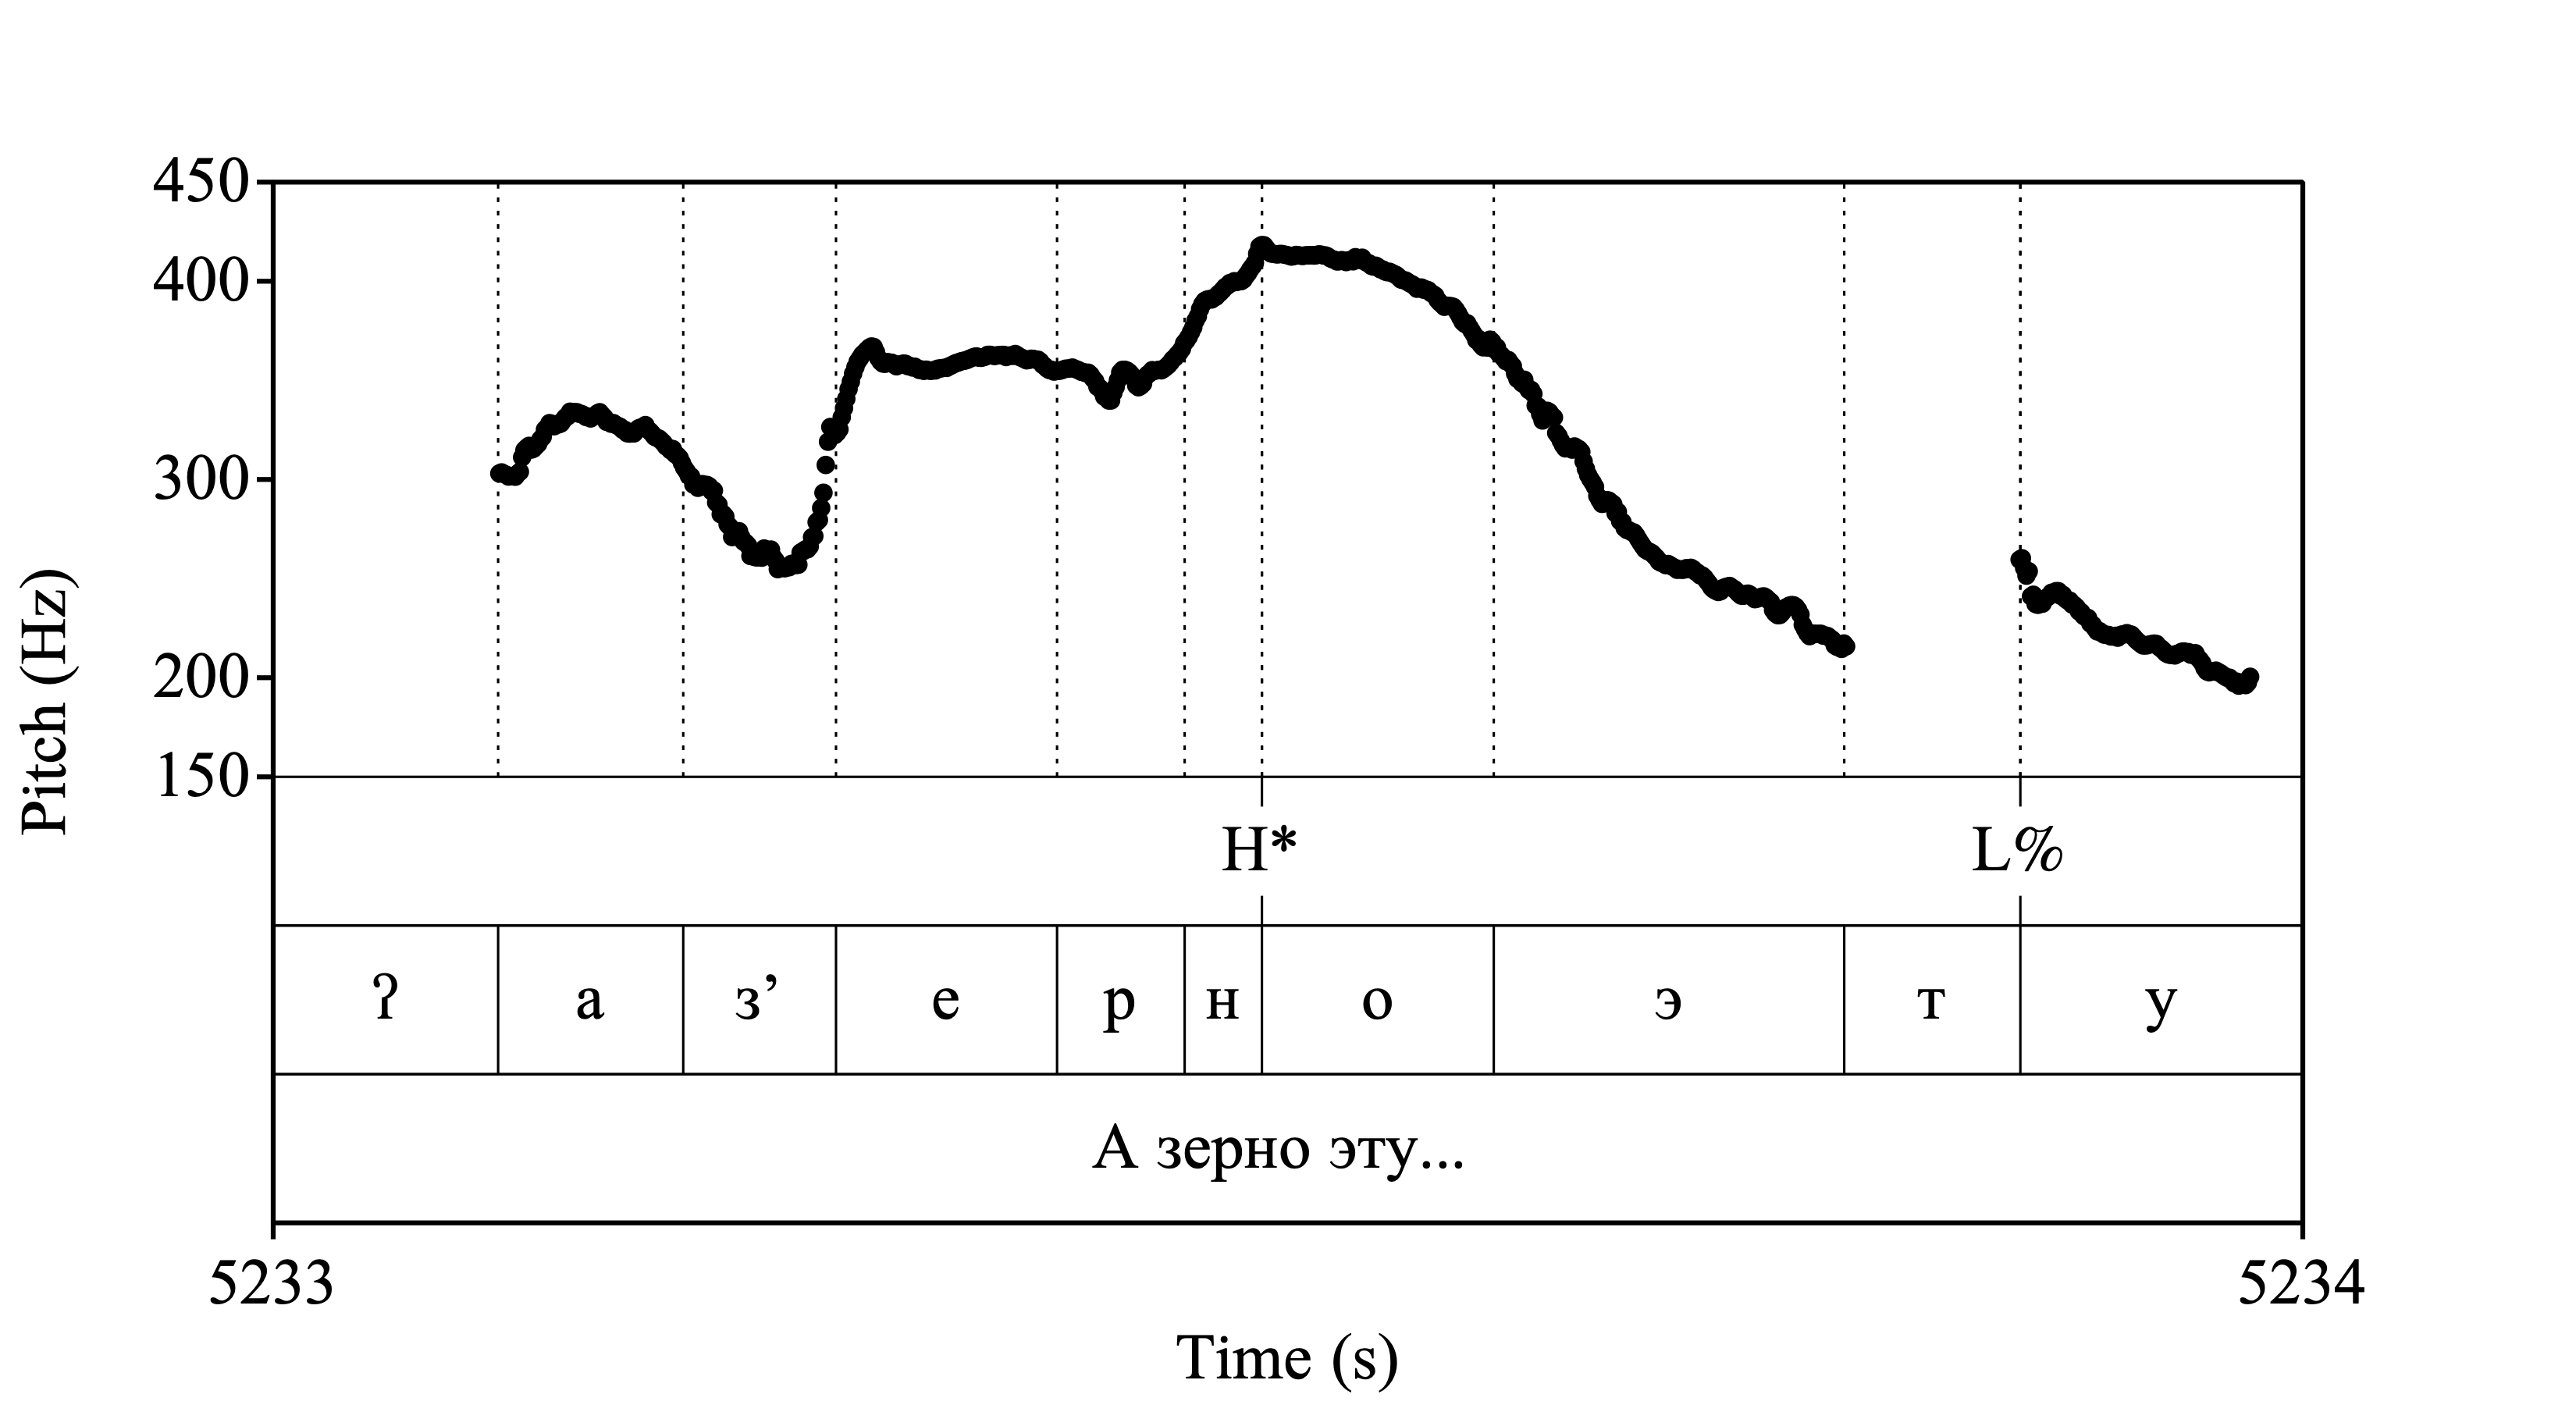 450
400
300
200
150
Pitch (Hz)
H* L%
ʔ а з’ е р н о э т у
А зерно эту...
5233 5234
Time (s)